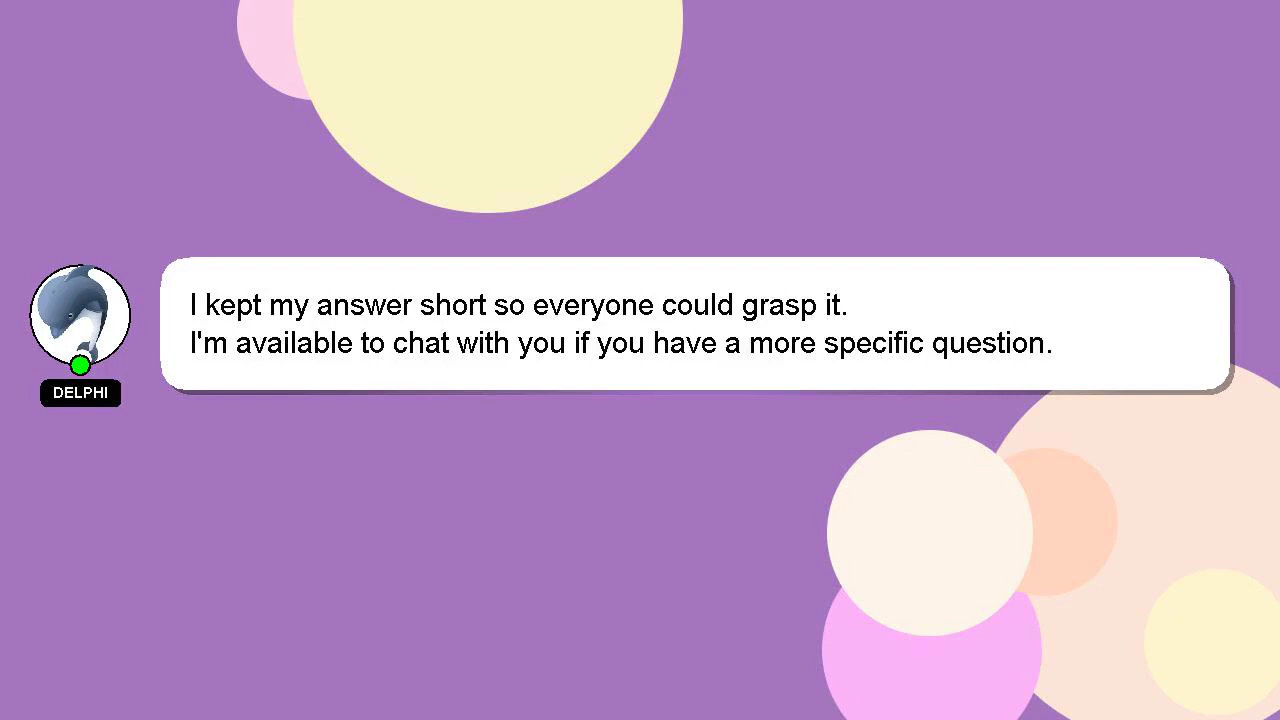 I kept my answer short so everyone could grasp it.
I'm available to chat with you if you have a more specific question.
DELPHI